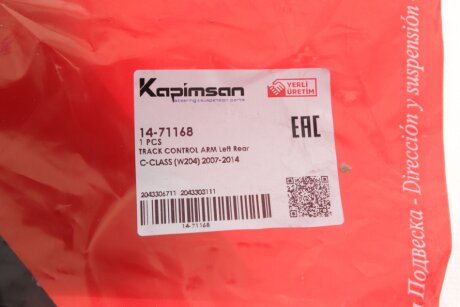 Kapimsan
steering & suspension parts
YERLİ
ÜRETİM
14-71168
1 PCS
TRACK CONTROL ARM Left Rear
C-CLASS (W204) 2007-2014
EAC
2043306711 2043303111
14-71168
Подвеска - Dirección y suspensión